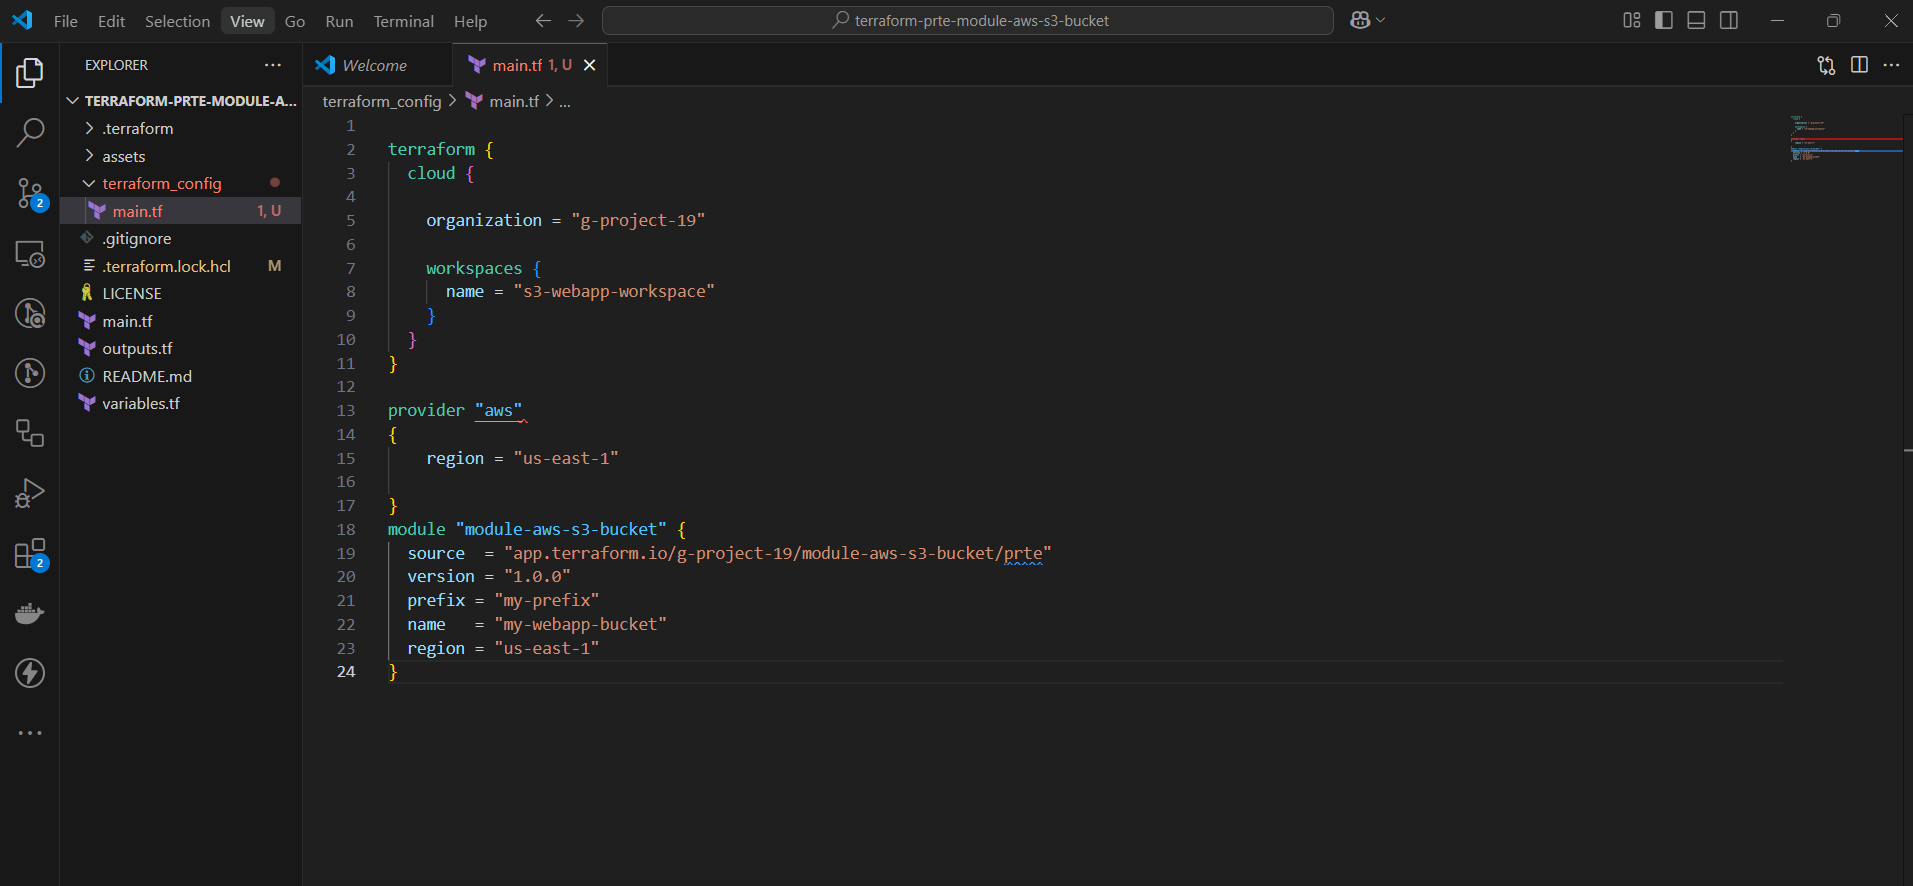 File Edit Selection View Go Run Terminal Help
terraform-prte-module-aws-s3-bucket
EXPLORER
TERRAFORM-PRTE-MODULE-A...
.terraform
assets
terraform_config
main.tf 1, U
.gitignore
.terraform.lock.hcl M
LICENSE
main.tf
outputs.tf
README.md
variables.tf
2
2
Welcome
main.tf 1, U
terraform_config > main.tf > ...
1
2 terraform {
3 cloud {
4
5 organization = "g-project-19"
6
7 workspaces {
8 name = "s3-webapp-workspace"
9 }
10 }
11 }
12
13 provider "aws"
14 {
15 region = "us-east-1"
16
17 }
18 module "module-aws-s3-bucket" {
19 source = "app.terraform.io/g-project-19/module-aws-s3-bucket/prte"
20 version = "1.0.0"
21 prefix = "my-prefix"
22 name = "my-webapp-bucket"
23 region = "us-east-1"
24 }